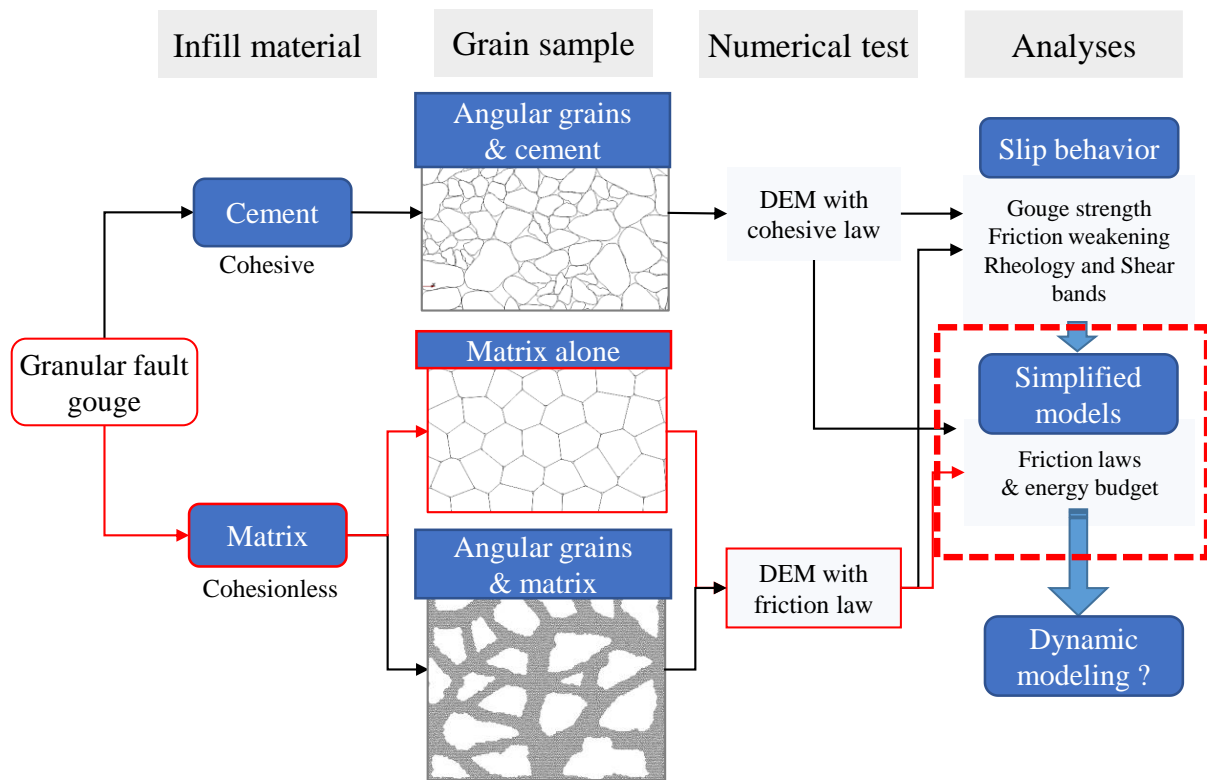 Infill material
Grain sample
Numerical test
Analyses
Angular grains
& cement
Slip behavior
Cement
Cohesive
DEM with
cohesive law
Gouge strength
Friction weakening
Rheology and Shear
bands
Granular fault
gouge
Matrix alone
Simplified
models
Friction laws
& energy budget
Matrix
Cohesionless
Angular grains
& matrix
DEM with
friction law
Dynamic
modeling ?